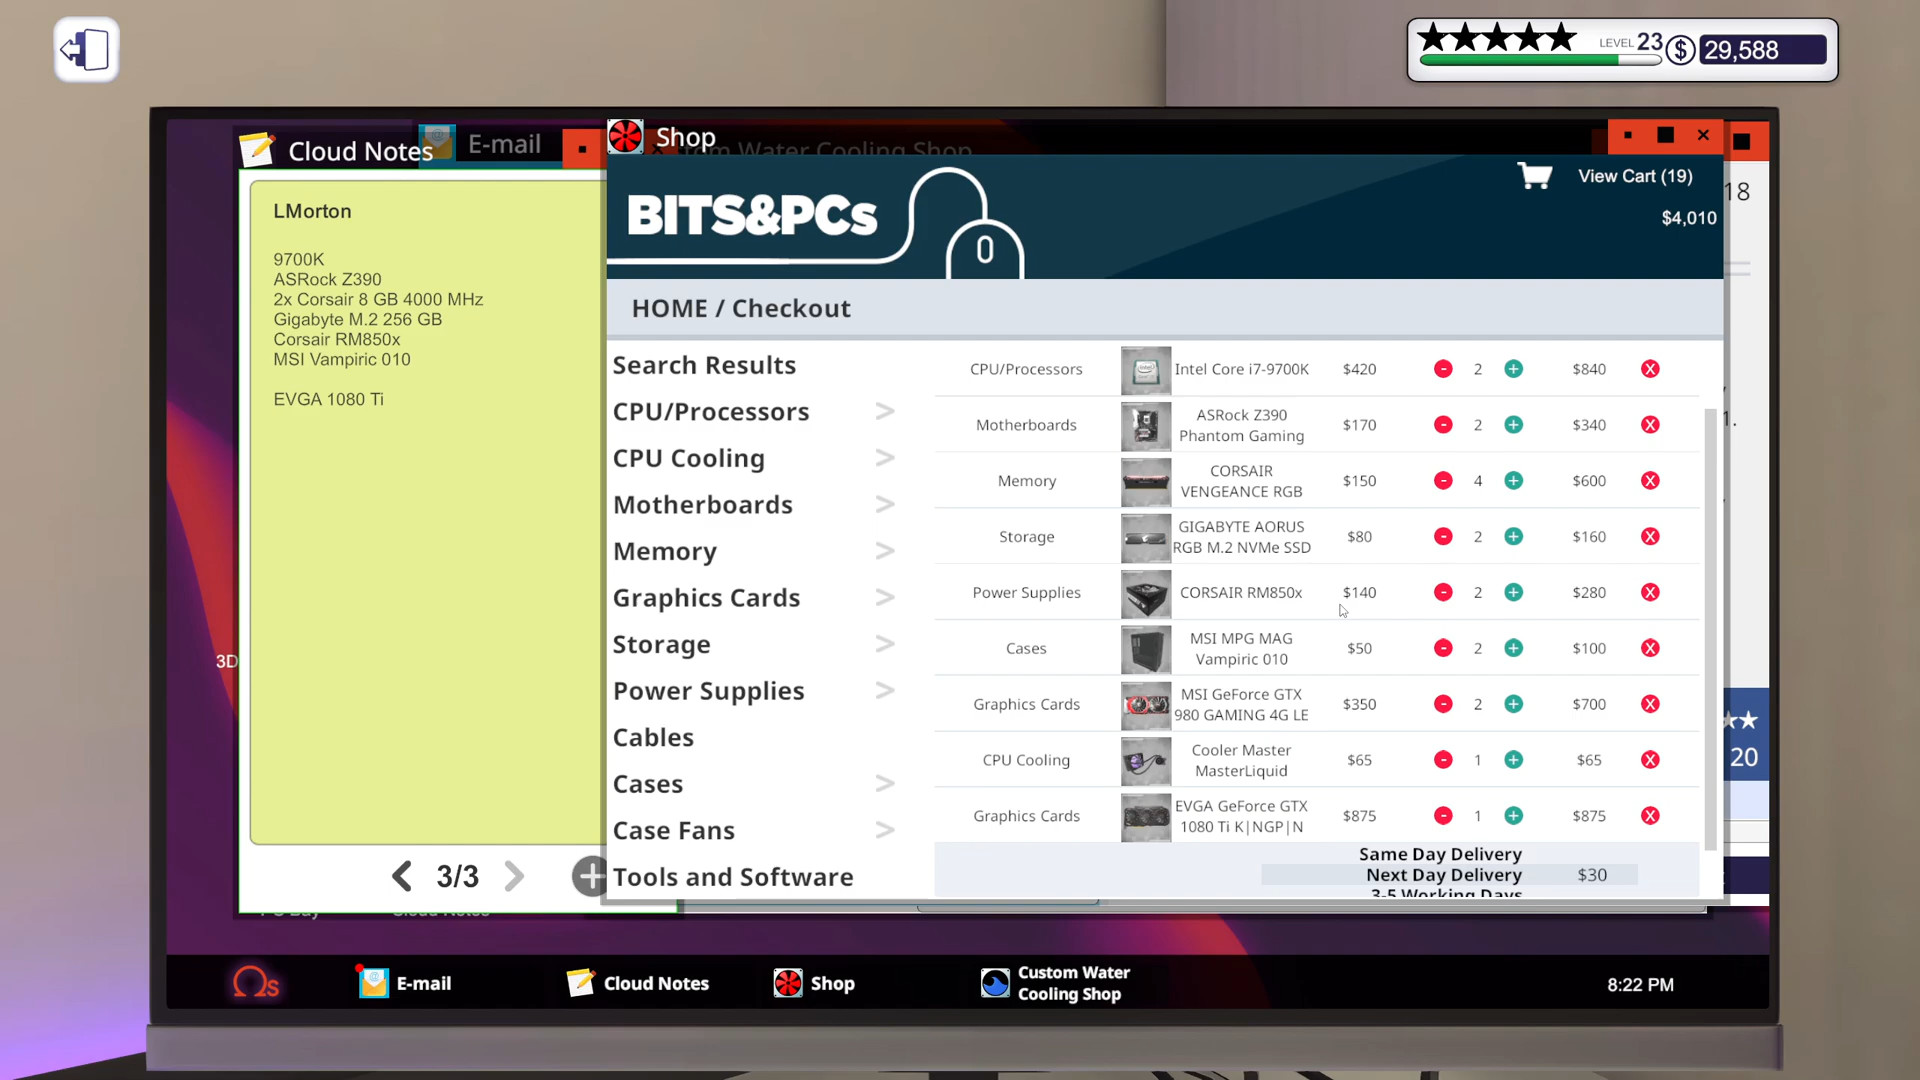 LEVEL 23
$ 29,588
Cloud Notes
E-mail
Shop
Custom Water Cooling Shop
LMorton
9700K
ASRock Z390
2x Corsair 8 GB 4000 MHz
Gigabyte M.2 256 GB
Corsair RM850x
MSI Vampiric 010
EVGA 1080 Ti
3/3
BITS&PCs
View Cart (19)
$4,010
18
HOME / Checkout
Search Results
CPU/Processors >
CPU Cooling >
Motherboards >
Memory >
Graphics Cards >
Storage >
Power Supplies >
Cables
Cases >
Case Fans >
Tools and Software
CPU/Processors Intel Core i7-9700K $420 - 2 + $840 X
Motherboards ASRock Z390 Phantom Gaming $170 - 2 + $340 X
Memory CORSAIR VENGEANCE RGB $150 - 4 + $600 X
Storage GIGABYTE AORUS RGB M.2 NVMe SSD $80 - 2 + $160 X
Power Supplies CORSAIR RM850x $140 - 2 + $280 X
Cases MSI MPG MAG Vampiric 010 $50 - 2 + $100 X
Graphics Cards MSI GeForce GTX 980 GAMING 4G LE $350 - 2 + $700 X
CPU Cooling Cooler Master MasterLiquid $65 - 1 + $65 X
Graphics Cards EVGA GeForce GTX 1080 Ti K|NGP|N $875 - 1 + $875 X
Same Day Delivery
Next Day Delivery $30
3-5 Working Days
3D
1.
20
Cloud Notes
Ωs
E-mail
Cloud Notes
Shop
Custom Water
Cooling Shop
8:22 PM